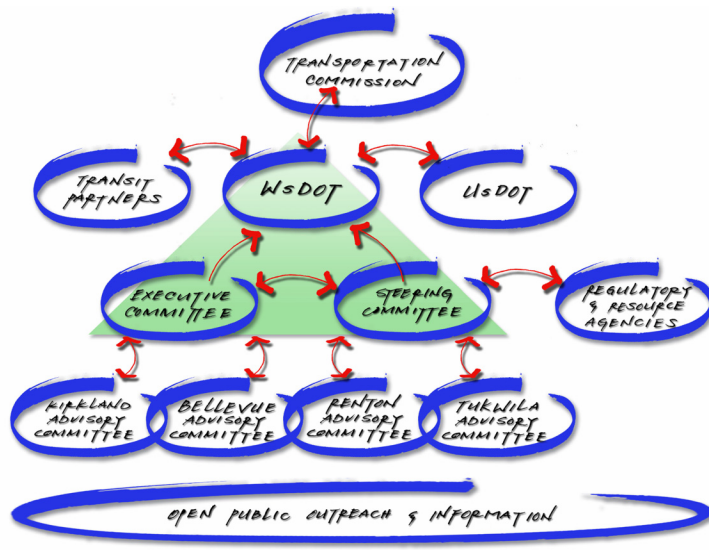 TRANSPORTATION
COMMISSION
TRANSIT
PARTNERS
WSDOT
USDOT
EXECUTIVE
COMMITTEE
STEERING
COMMITTEE
REGULATORY
& RESOURCE
AGENCIES
KIRKLAND
ADVISORY
COMMITTEE
BELLEVUE
ADVISORY
COMMITTEE
RENTON
ADVISORY
COMMITTEE
TUKWILA
ADVISORY
COMMITTEE
OPEN PUBLIC OUTREACH & INFORMATION